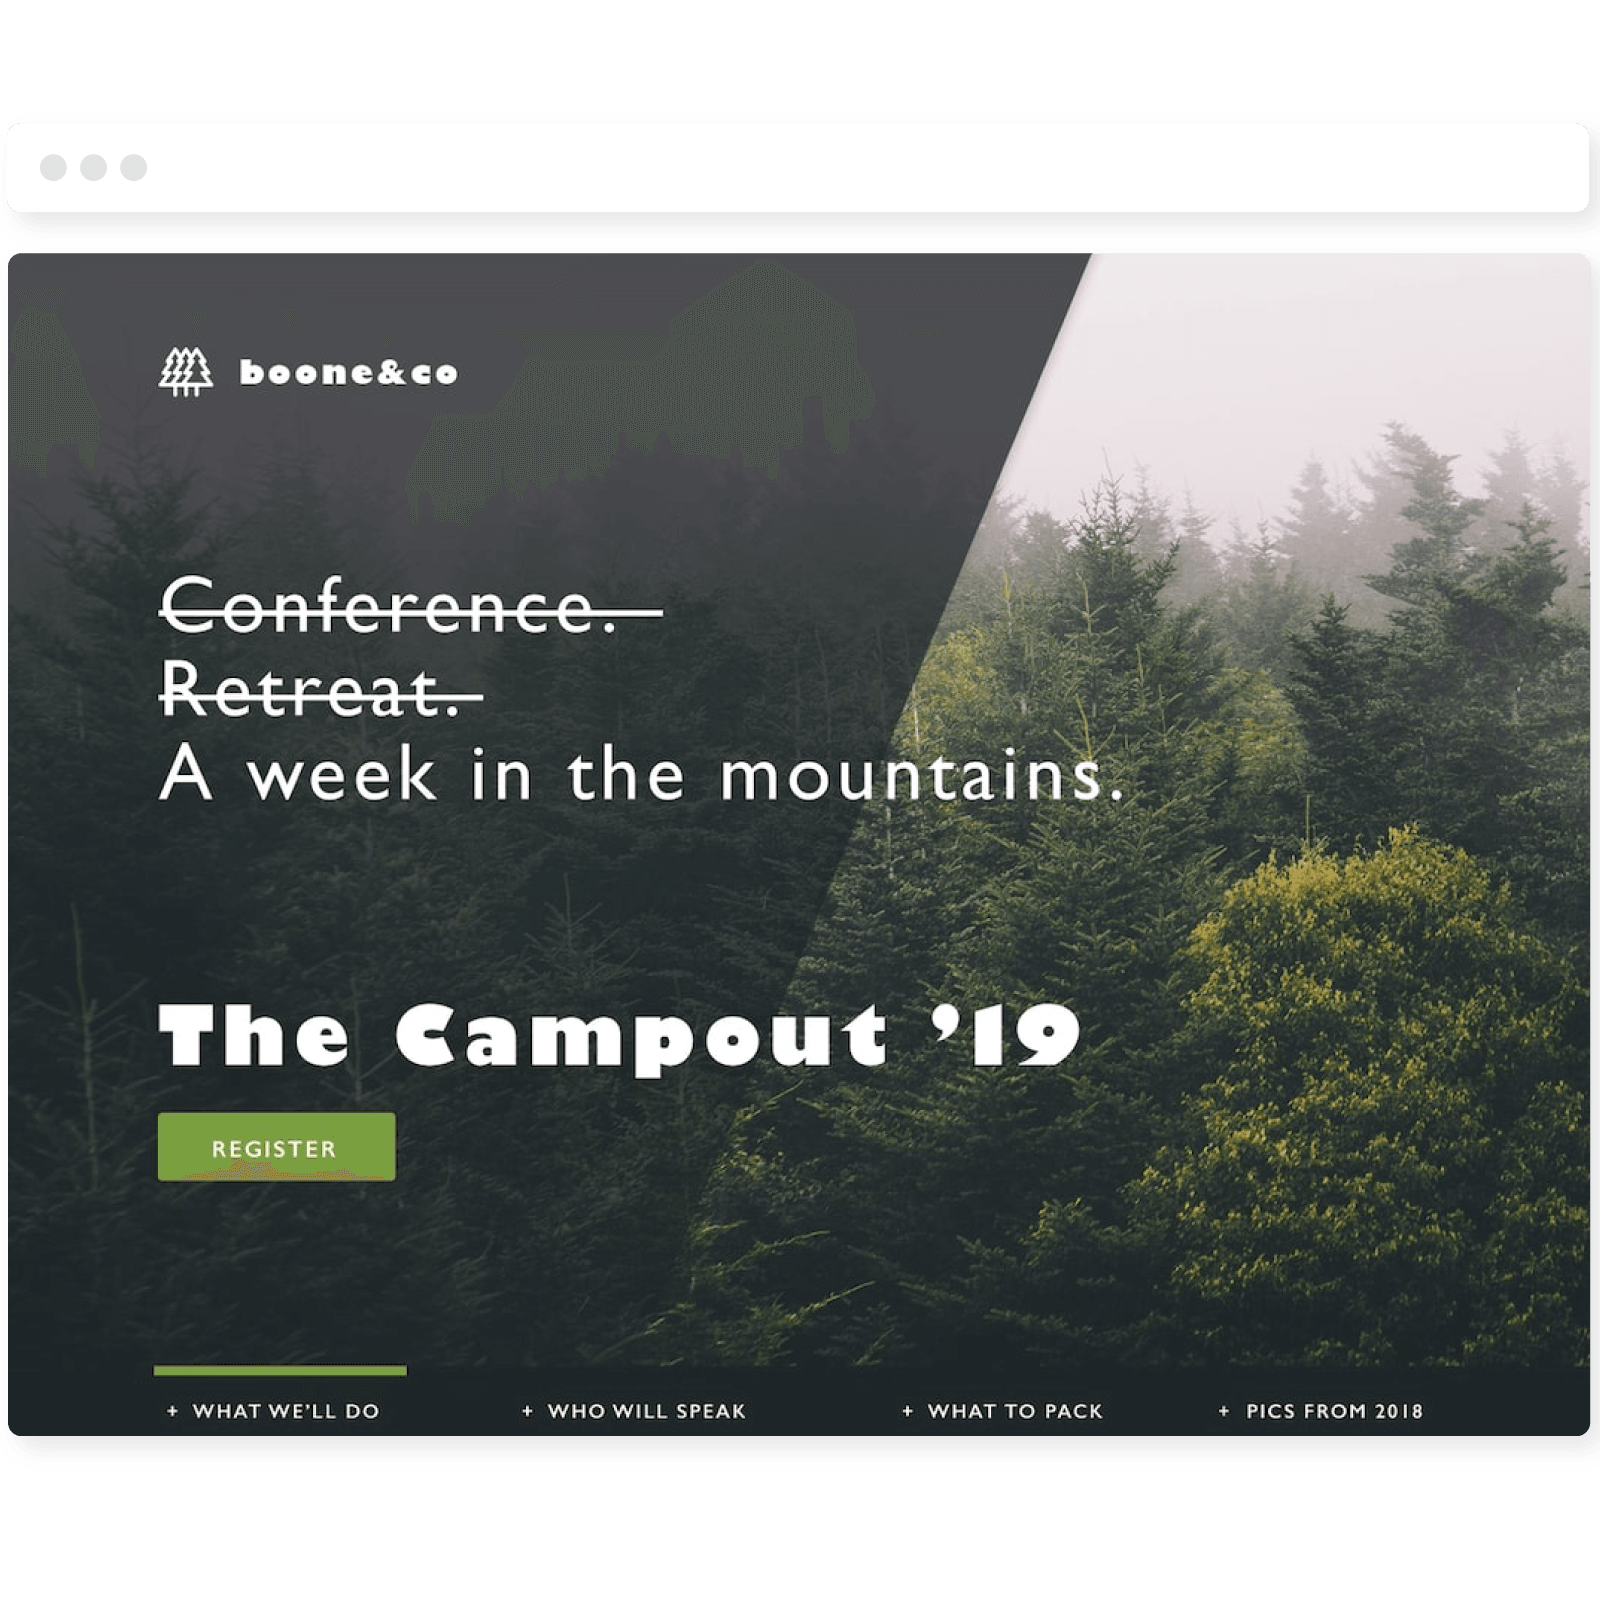 boone&co
Conference.
Retreat.
A week in the mountains.
The Campout ’19
REGISTER
+ WHAT WE’LL DO
+ WHO WILL SPEAK
+ WHAT TO PACK
+ PICS FROM 2018